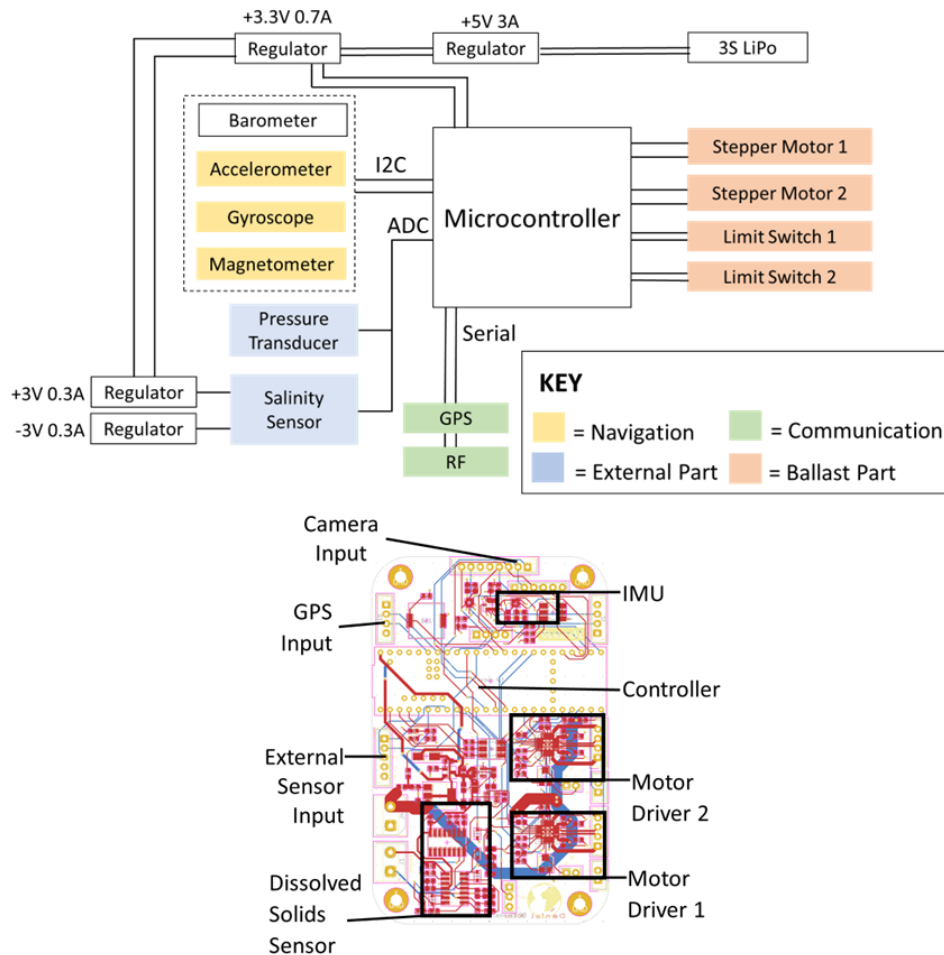 +3.3V 0.7A
+5V 3A
Regulator
Regulator
3S LiPo
Barometer
Accelerometer
Gyroscope
Magnetometer
I2C
ADC
Microcontroller
Stepper Motor 1
Stepper Motor 2
Limit Switch 1
Limit Switch 2
Pressure
Transducer
Serial
+3V 0.3A
Regulator
-3V 0.3A
Regulator
Salinity
Sensor
GPS
RF
KEY
= Navigation
= Communication
= External Part
= Ballast Part
Camera
Input
IMU
GPS
Input
Controller
External
Sensor
Input
Motor
Driver 2
Dissolved
Solids
Sensor
Motor
Driver 1